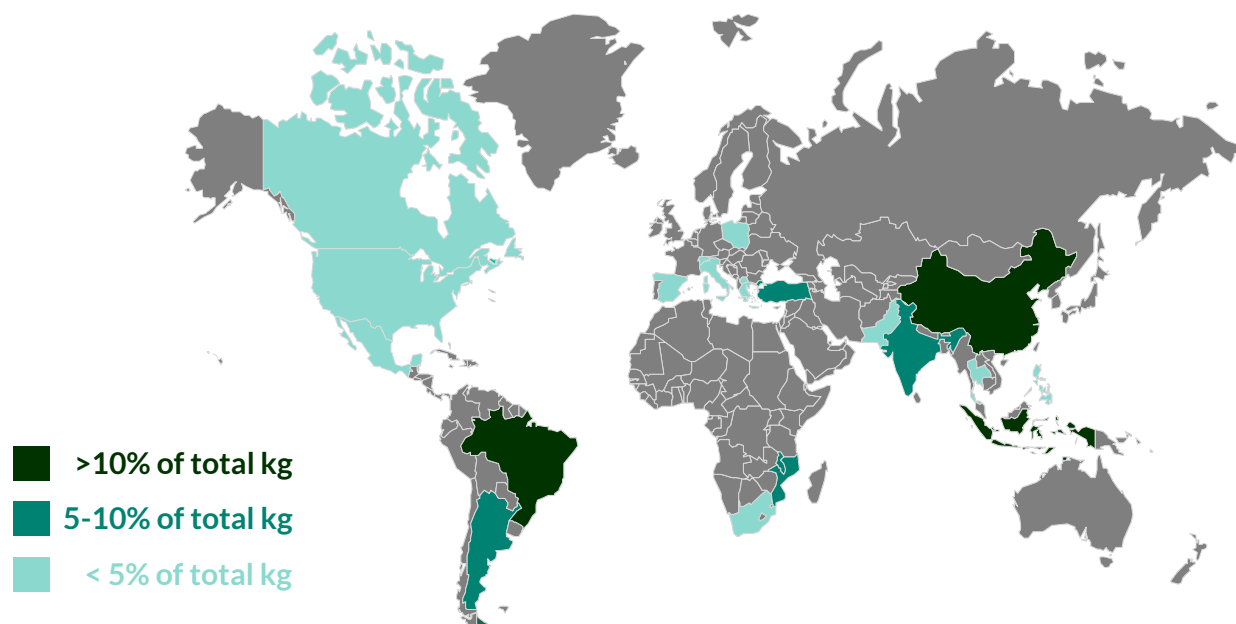 >10% of total kg
5-10% of total kg
< 5% of total kg